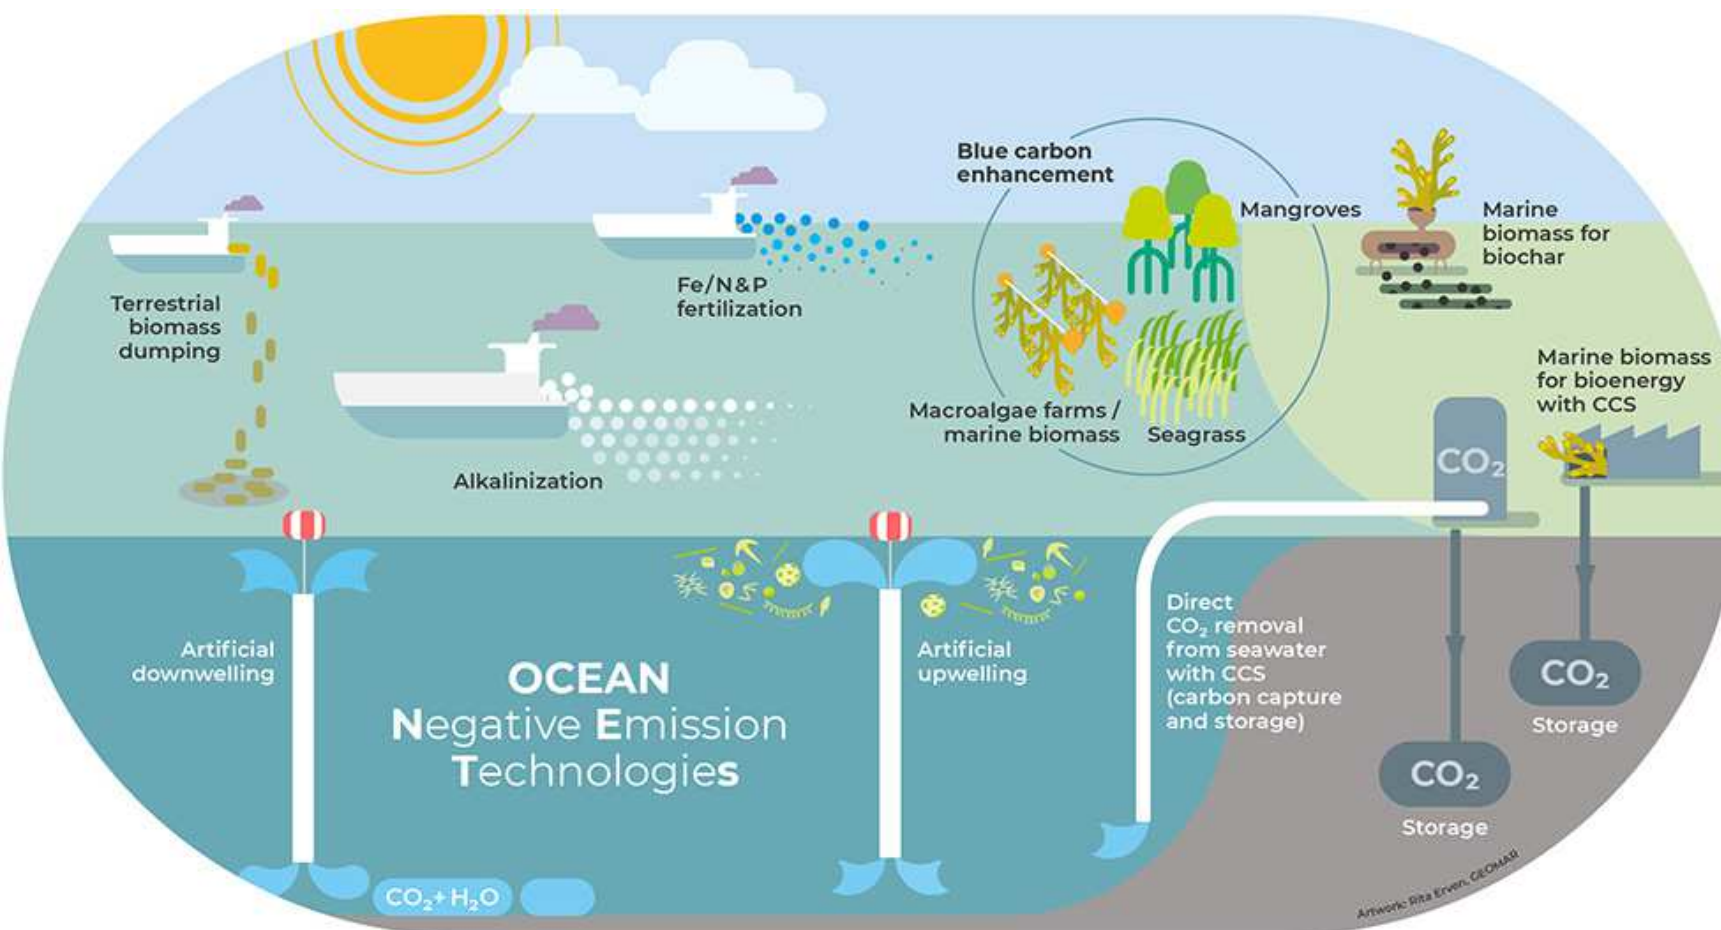 Blue carbon
enhancement
Mangroves
Marine
biomass for
biochar
Terrestrial
biomass
dumping
Fe/N&P
fertilization
Marine biomass
for bioenergy
with CCS
Macroalgae farms /
marine biomass
Seagrass
Alkalinization
CO₂
Artificial
downwelling
OCEAN
Negative Emission
Technologies
Artificial
upwelling
Direct
CO₂ removal
from seawater
with CCS
(carbon capture
and storage)
CO₂
Storage
CO₂
Storage
CO₂+H₂O
Artwork: Rita Erven, GEOMAR